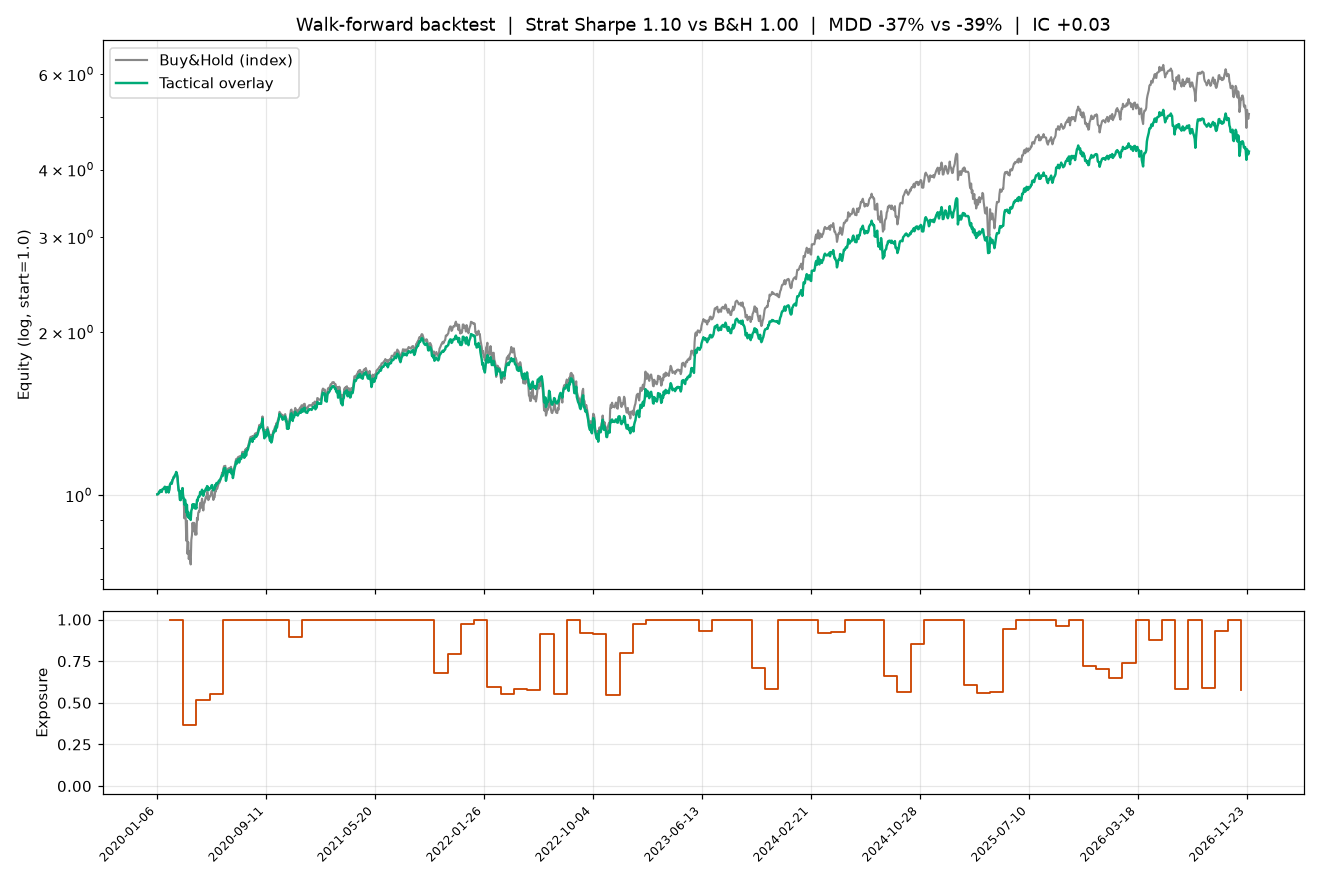 Walk-forward backtest | Strat Sharpe 1.10 vs B&H 1.00 | MDD -37% vs -39% | IC +0.03
Buy&Hold (index)
Tactical overlay
Equity (log, start=1.0)
6 × 10⁰
4 × 10⁰
3 × 10⁰
2 × 10⁰
10⁰
Exposure
1.00
0.75
0.50
0.25
0.00
2020-01-06
2020-09-11
2021-05-20
2022-01-26
2022-10-04
2023-06-13
2024-02-21
2024-10-28
2025-07-10
2026-03-18
2026-11-23